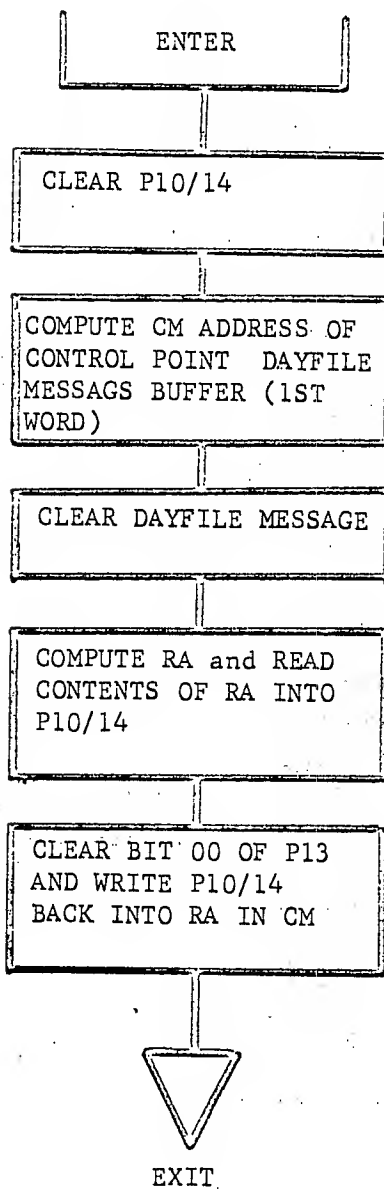 ENTER
CLEAR P10/14
COMPUTE CM ADDRESS OF
CONTROL POINT DAYFILE
MESSAGS BUFFER (1ST
WORD)
CLEAR DAYFILE MESSAGE
COMPUTE RA and READ
CONTENTS OF RA INTO
P10/14
CLEAR BIT 00 OF P13
AND WRITE P10/14
BACK INTO RA IN CM
EXIT